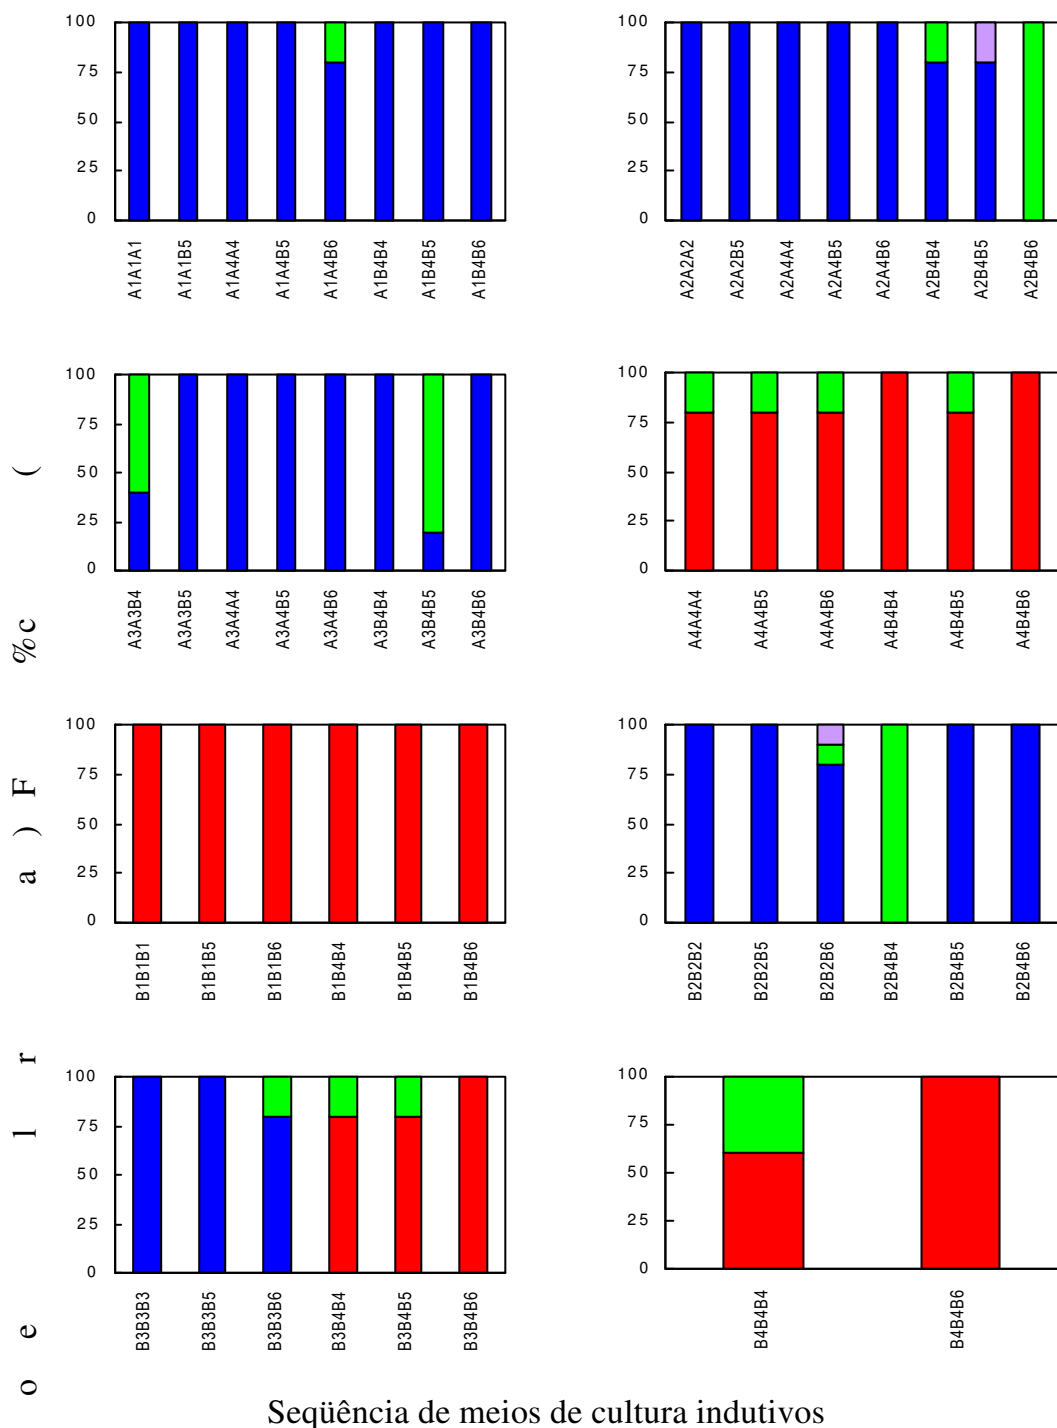 100 75 50 25 0
A1A1A1 A1A1B5 A1A4A4 A1A4B5 A1A4B6 A1B4B4 A1B4B5 A1B4B6
100 75 50 25 0
A2A2A2 A2A2B5 A2A4A4 A2A4B5 A2A4B6 A2B4B4 A2B4B5 A2B4B6
100 75 50 25 0
A3A3B4 A3A3B5 A3A4A4 A3A4B5 A3A4B6 A3B4B4 A3B4B5 A3B4B6
100 75 50 25 0
A4A4A4 A4A4B5 A4A4B6 A4B4B4 A4B4B5 A4B4B6
100 75 50 25 0
B1B1B1 B1B1B5 B1B1B6 B1B4B4 B1B4B5 B1B4B6
100 75 50 25 0
B2B2B2 B2B2B5 B2B2B6 B2B4B4 B2B4B5 B2B4B6
100 75 50 25 0
B3B3B3 B3B3B5 B3B3B6 B3B4B4 B3B4B5 B3B4B6
100 75 50 25 0
B4B4B4 B4B4B6
o e l r a ) F %c (
Seqüência de meios de cultura indutivos